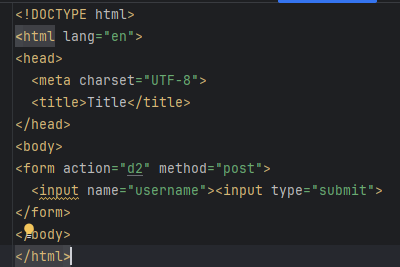 <!DOCTYPE html>
<html lang="en">
<head>
  <meta charset="UTF-8">
  <title>Title</title>
</head>
<body>
<form action="d2" method="post">
  <input name="username"><input type="submit">
</form>
</body>
</html>